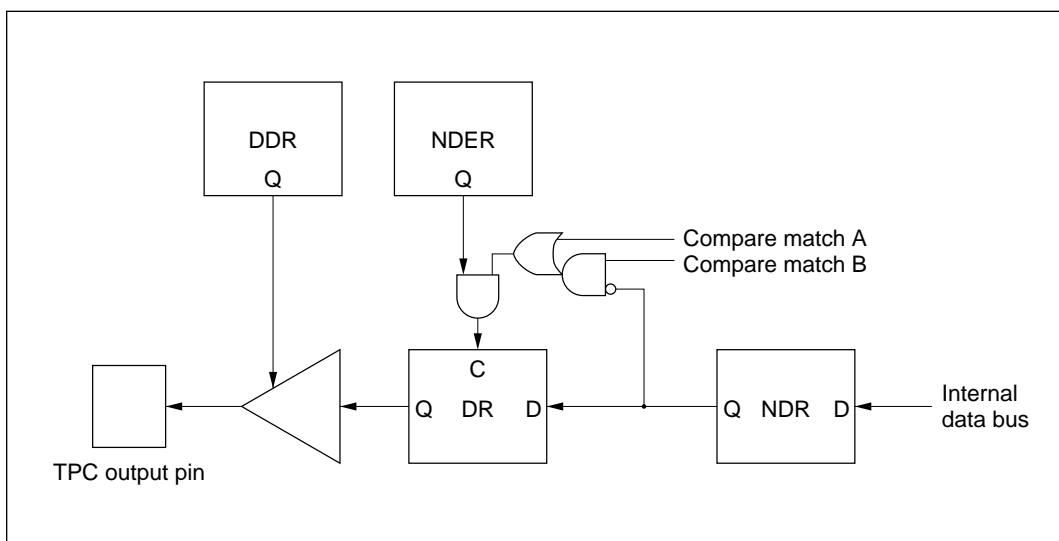 DDR
Q
NDER
Q
Compare match A
Compare match B
C
Q DR D
Q NDR D
Internal
data bus
TPC output pin